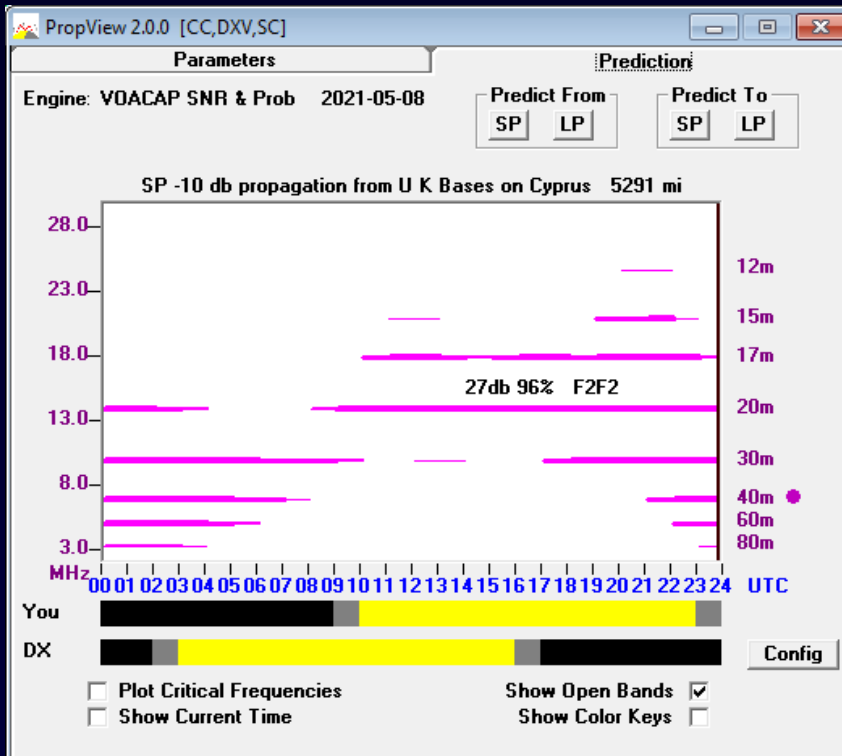 PropView 2.0.0 [CC,DXV,SC]
Parameters Prediction
Engine: VOACAP SNR & Prob 2021-05-08
Predict From
SP LP
Predict To
SP LP
SP -10 db propagation from U K Bases on Cyprus 5291 mi
28.0
12m
23.0
15m
18.0
17m
27db 96% F2F2
13.0
20m
30m
8.0
40m
60m
3.0
80m
MHz
00 01 02 03 04 05 06 07 08 09 10 11 12 13 14 15 16 17 18 19 20 21 22 23 24 UTC
You
DX
Config
Plot Critical Frequencies Show Open Bands
Show Current Time Show Color Keys